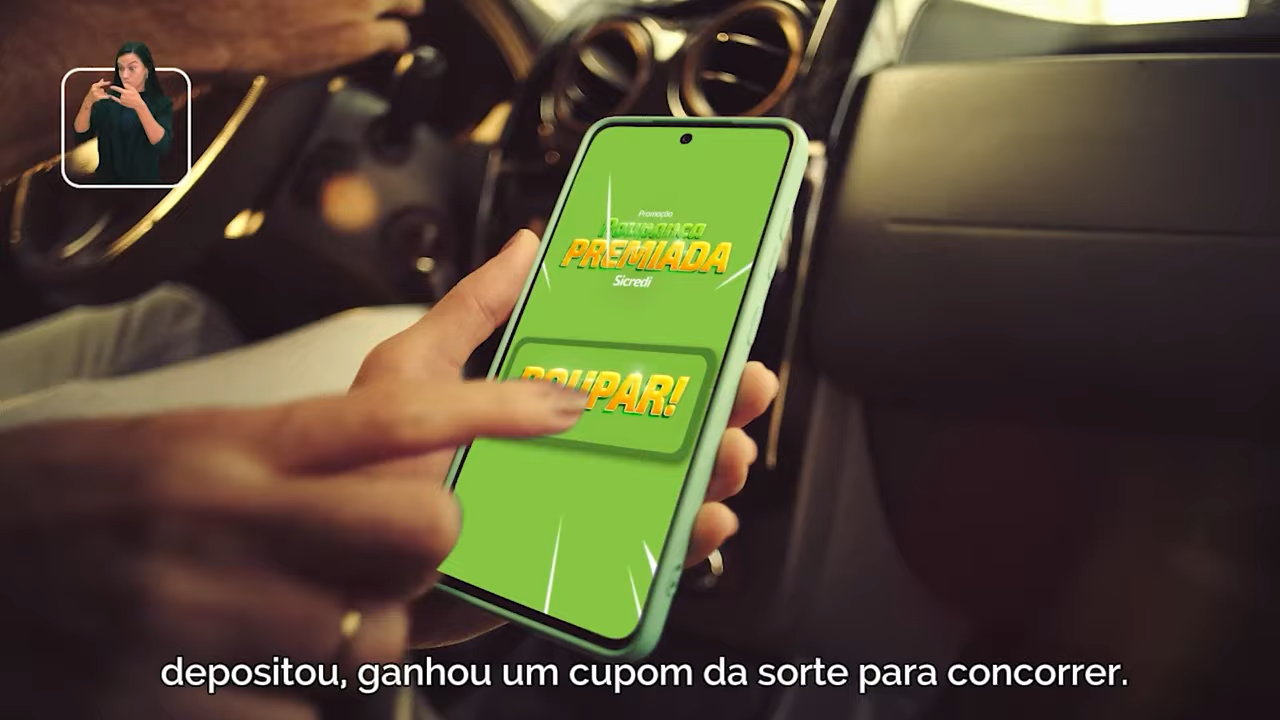 Promoção
Poupança
PREMIADA
Sicredi
POUPAR!
depositou, ganhou um cupom da sorte para concorrer.